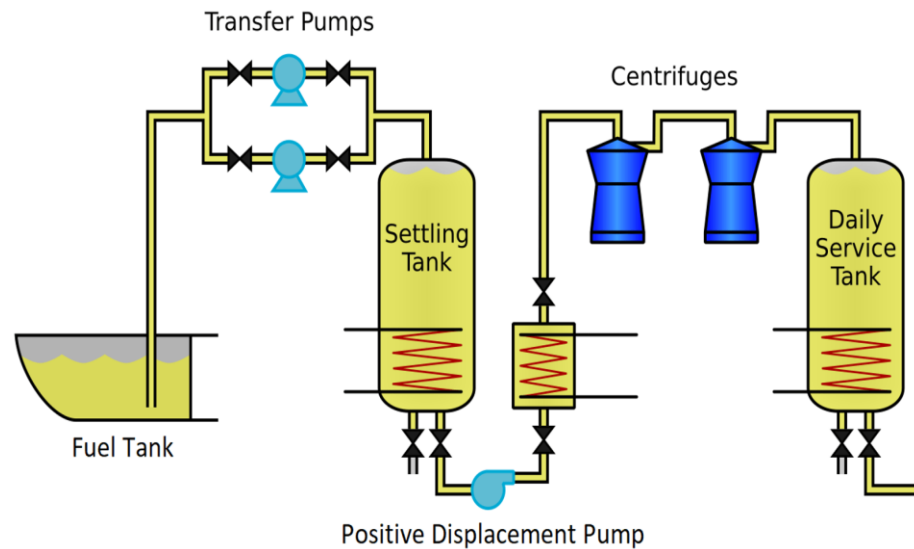 Transfer Pumps
Centrifuges
Settling
Tank
Daily
Service
Tank
Fuel Tank
Positive Displacement Pump